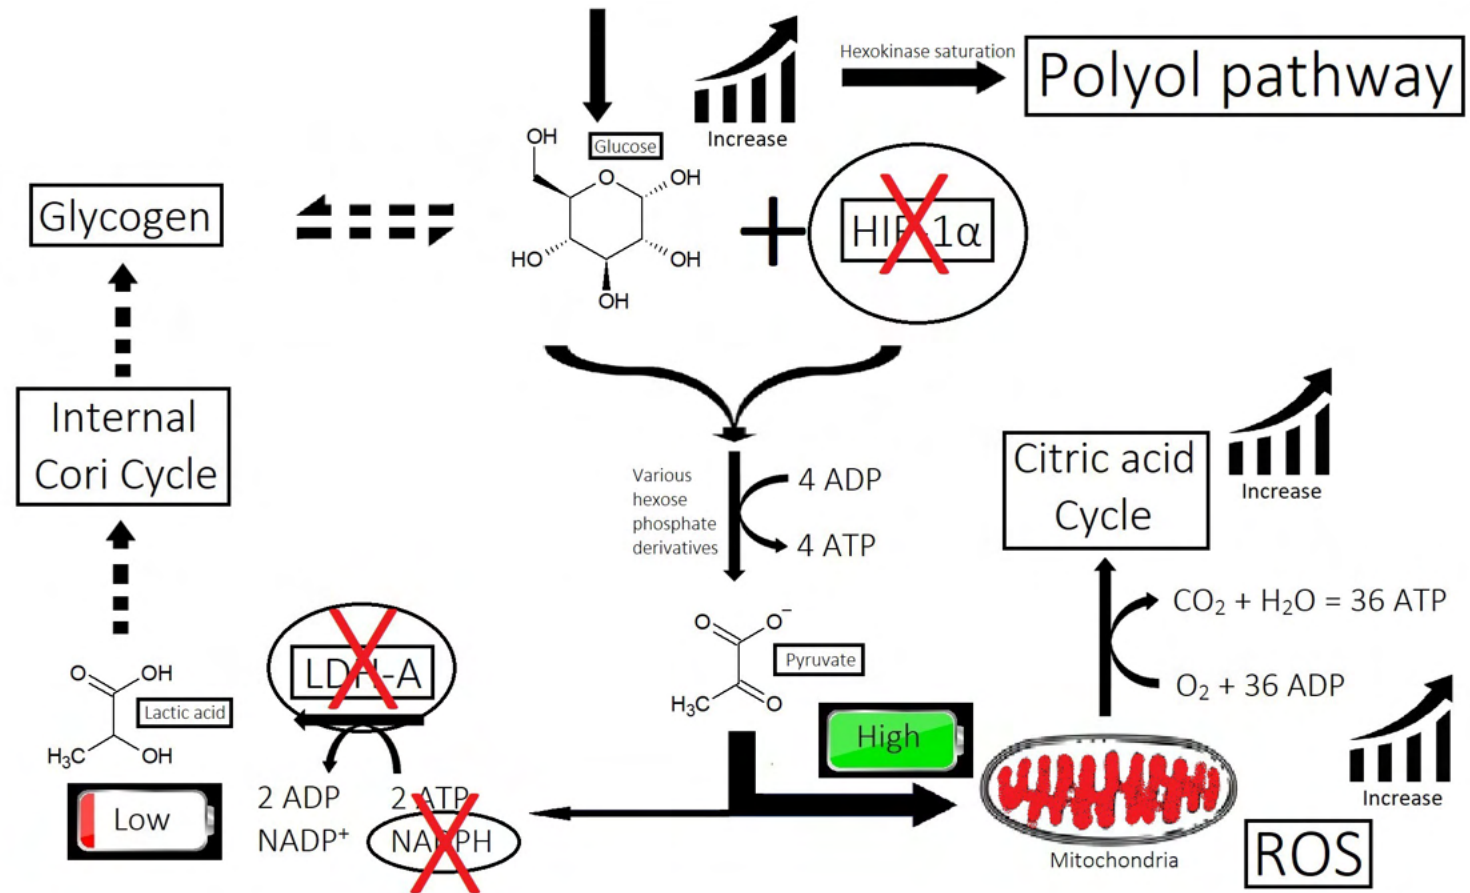 Hexokinase saturation
Polyol pathway
Increase
OH
Glucose
O
OH
HO
OH
OH
Glycogen
HIF-1α
Internal
Cori Cycle
Various
hexose
phosphate
derivatives
4 ADP
4 ATP
Citric acid
Cycle
Increase
CO₂ + H₂O = 36 ATP
O₂ + 36 ADP
O
O⁻
Pyruvate
H₃C
O
LDH-A
O
OH
Lactic acid
H₃C
OH
Low
2 ADP
2 ATP
NADP⁺
NADPH
High
Increase
Mitochondria
ROS